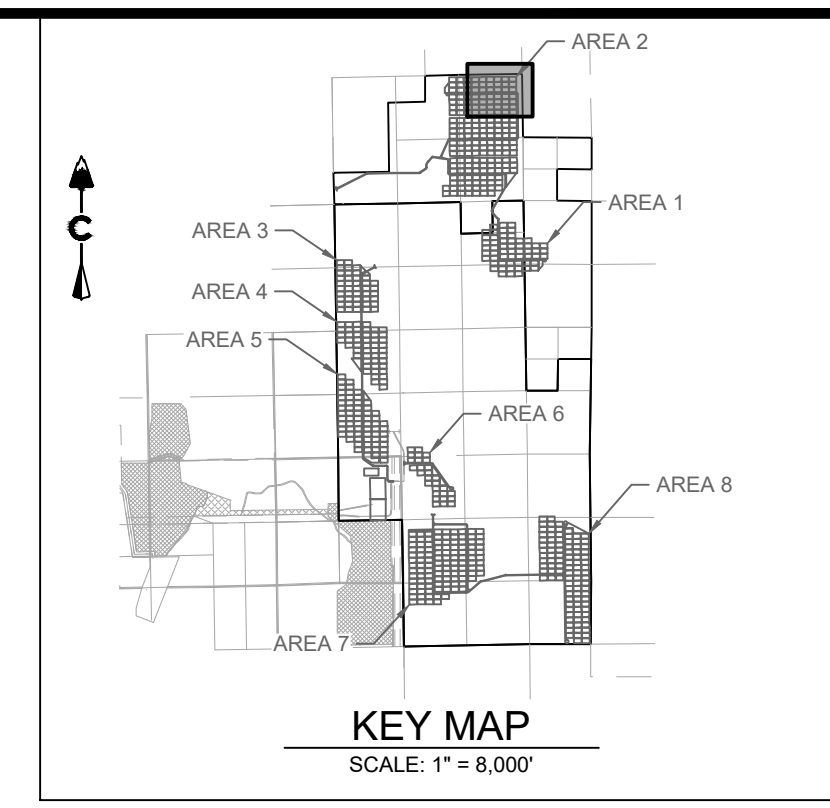 AREA 2
AREA 1
AREA 3
AREA 4
AREA 5
AREA 6
AREA 8
AREA 7
C
KEY MAP
SCALE: 1" = 8,000'